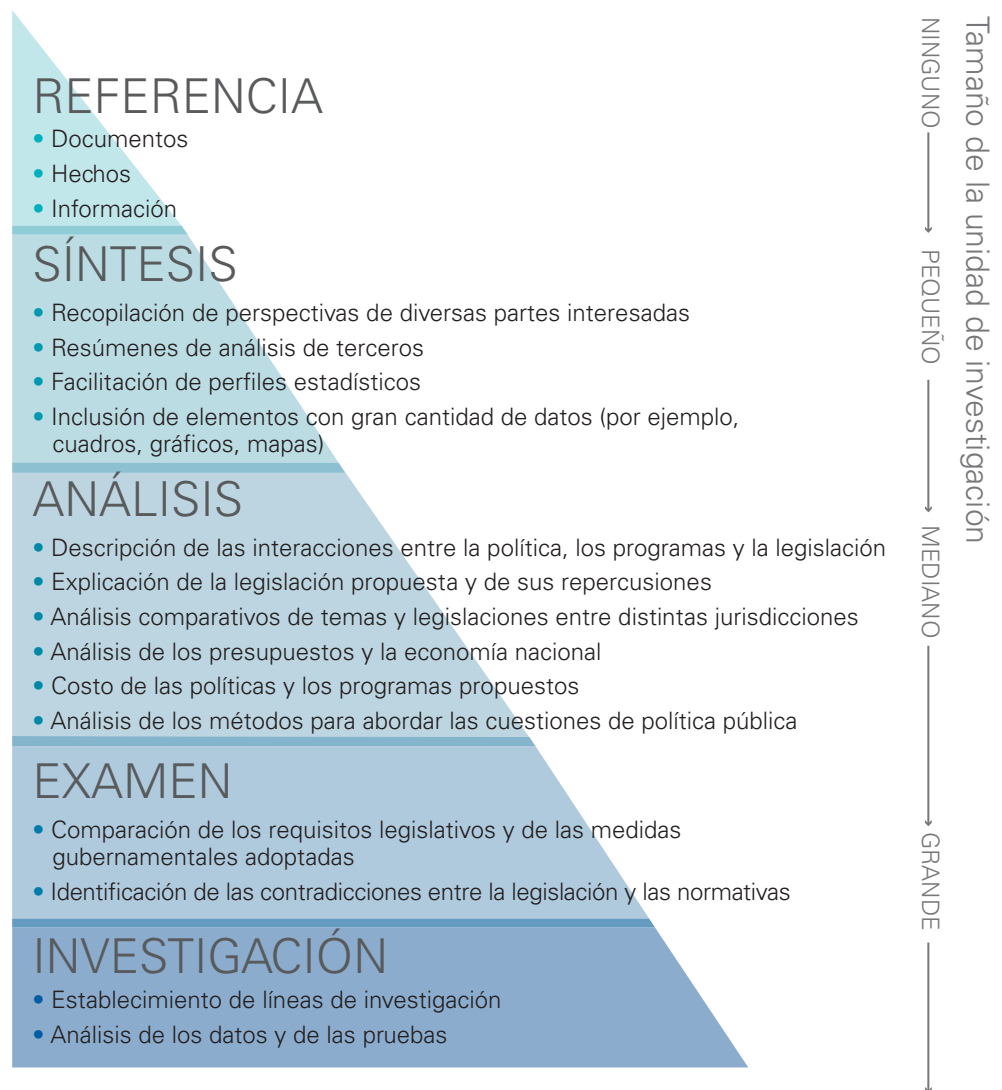 REFERENCIA
• Documentos
• Hechos
• Información
SÍNTESIS
• Recopilación de perspectivas de diversas partes interesadas
• Resúmenes de análisis de terceros
• Facilitación de perfiles estadísticos
• Inclusión de elementos con gran cantidad de datos (por ejemplo,
cuadros, gráficos, mapas)
ANÁLISIS
• Descripción de las interacciones entre la política, los programas y la legislación
• Explicación de la legislación propuesta y de sus repercusiones
• Análisis comparativos de temas y legislaciones entre distintas jurisdicciones
• Análisis de los presupuestos y la economía nacional
• Costo de las políticas y los programas propuestos
• Análisis de los métodos para abordar las cuestiones de política pública
EXAMEN
• Comparación de los requisitos legislativos y de las medidas
gubernamentales adoptadas
• Identificación de las contradicciones entre la legislación y las normativas
INVESTIGACIÓN
• Establecimiento de líneas de investigación
• Análisis de los datos y de las pruebas
Tamaño de la unidad de investigación
NINGUNO
PEQUEÑO
MEDIANO
GRANDE